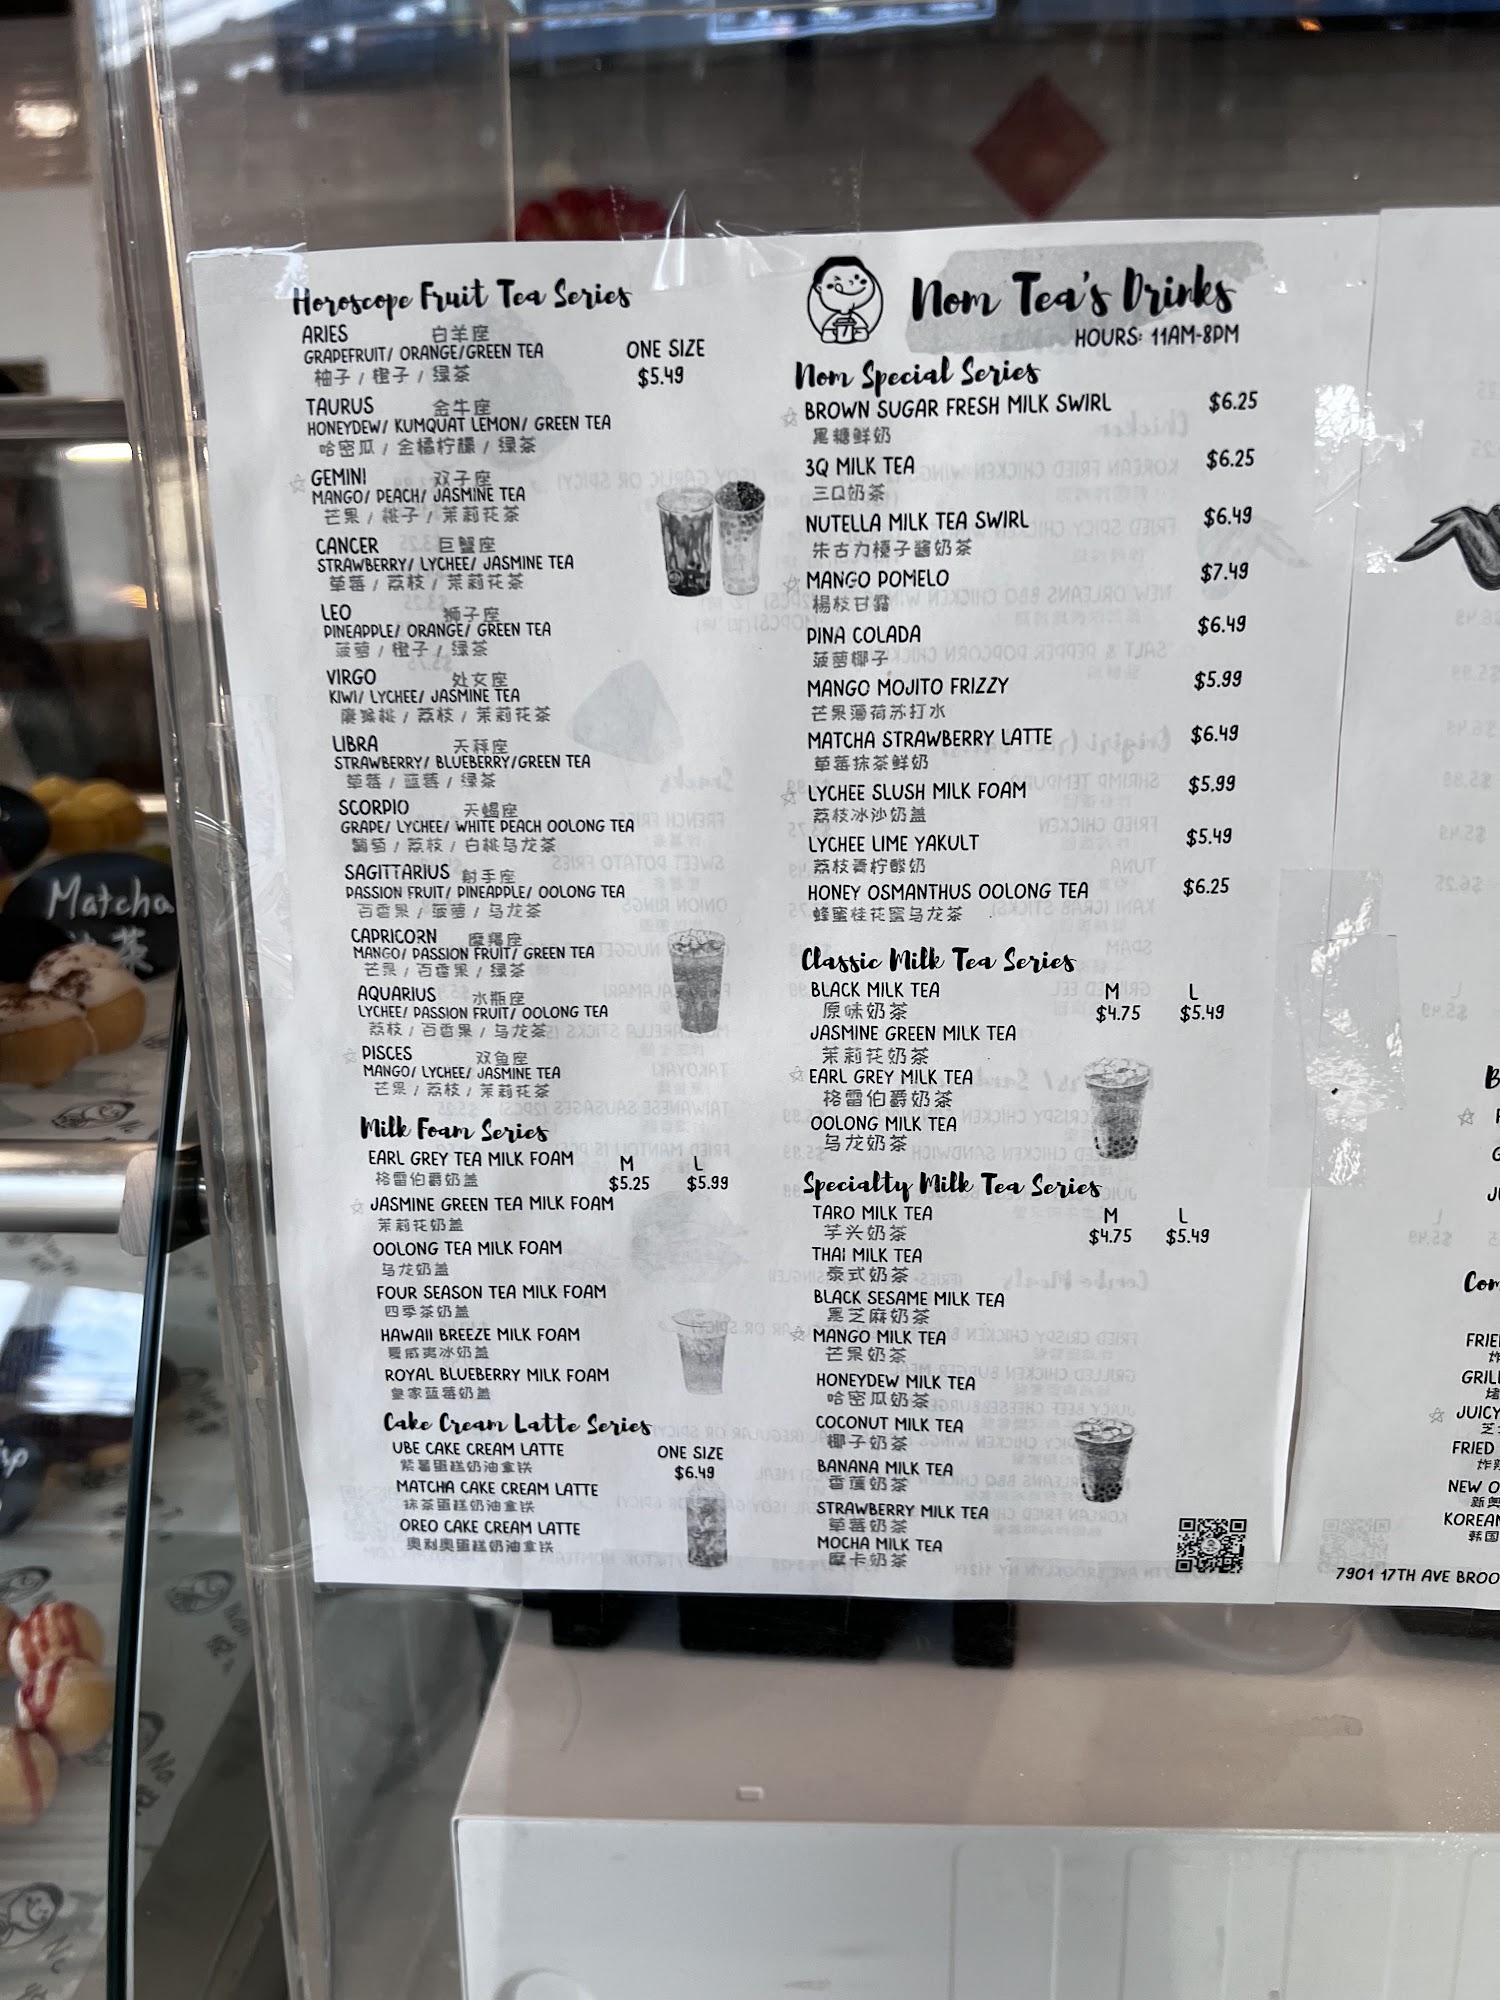 Horoscope Fruit Tea Series
ARIES 白羊座
GRAPEFRUIT/ ORANGE/GREEN TEA
柚子 / 橙子 / 绿茶
ONE SIZE
$5.49
TAURUS 金牛座
HONEYDEW/ KUMQUAT LEMON/ GREEN TEA
哈密瓜 / 金橘柠檬 / 绿茶
☆ GEMINI 双子座
MANGO/ PEACH/ JASMINE TEA
芒果 / 桃子 / 茉莉花茶
CANCER 巨蟹座
STRAWBERRY/ LYCHEE/ JASMINE TEA
草莓 / 荔枝 / 茉莉花茶
LEO 狮子座
PINEAPPLE/ ORANGE/ GREEN TEA
菠萝 / 橙子 / 绿茶
VIRGO 处女座
KIWI/ LYCHEE/ JASMINE TEA
猕猴桃 / 荔枝 / 茉莉花茶
LIBRA 天秤座
STRAWBERRY/ BLUEBERRY/GREEN TEA
草莓 / 蓝莓 / 绿茶
SCORPIO 天蝎座
GRAPE/ LYCHEE/ WHITE PEACH OOLONG TEA
葡萄 / 荔枝 / 白桃乌龙茶
SAGITTARIUS 射手座
PASSION FRUIT/ PINEAPPLE/ OOLONG TEA
百香果 / 菠萝 / 乌龙茶
CAPRICORN 摩羯座
MANGO/ PASSION FRUIT/ GREEN TEA
芒果 / 百香果 / 绿茶
AQUARIUS 水瓶座
LYCHEE/ PASSION FRUIT/ OOLONG TEA
荔枝 / 百香果 / 乌龙茶
☆ PISCES 双鱼座
MANGO/ LYCHEE/ JASMINE TEA
芒果 / 荔枝 / 茉莉花茶
Milk Foam Series
EARL GREY TEA MILK FOAM M L
格雷伯爵奶盖 $5.25 $5.99
☆ JASMINE GREEN TEA MILK FOAM
茉莉花奶盖
OOLONG TEA MILK FOAM
乌龙奶盖
FOUR SEASON TEA MILK FOAM
四季茶奶盖
HAWAII BREEZE MILK FOAM
夏威夷冰奶盖
ROYAL BLUEBERRY MILK FOAM
皇家蓝莓奶盖
Cake Cream Latte Series
UBE CAKE CREAM LATTE ONE SIZE
紫薯蛋糕奶油拿铁 $6.49
MATCHA CAKE CREAM LATTE
抹茶蛋糕奶油拿铁
OREO CAKE CREAM LATTE
奥利奥蛋糕奶油拿铁
Nom Tea's Drinks
HOURS: 11AM-8PM
Nom Special Series
☆ BROWN SUGAR FRESH MILK SWIRL $6.25
黑糖鲜奶
3Q MILK TEA $6.25
三Q奶茶
NUTELLA MILK TEA SWIRL $6.49
朱古力榛子酱奶茶
☆ MANGO POMELO $7.49
楊枝甘露
PINA COLADA $6.49
菠萝椰子
MANGO MOJITO FRIZZY $5.99
芒果薄荷苏打水
MATCHA STRAWBERRY LATTE $6.49
草莓抹茶鲜奶
☆ LYCHEE SLUSH MILK FOAM $5.99
荔枝冰沙奶盖
LYCHEE LIME YAKULT $5.49
荔枝青柠酸奶
HONEY OSMANTHUS OOLONG TEA $6.25
蜂蜜桂花蜜乌龙茶
Classic Milk Tea Series
BLACK MILK TEA M L
原味奶茶 $4.75 $5.49
JASMINE GREEN MILK TEA
茉莉花奶茶
☆ EARL GREY MILK TEA
格雷伯爵奶茶
OOLONG MILK TEA
乌龙奶茶
Specialty Milk Tea Series
TARO MILK TEA M L
芋头奶茶 $4.75 $5.49
THAI MILK TEA
泰式奶茶
BLACK SESAME MILK TEA
黑芝麻奶茶
☆ MANGO MILK TEA
芒果奶茶
HONEYDEW MILK TEA
哈密瓜奶茶
COCONUT MILK TEA
椰子奶茶
BANANA MILK TEA
香蕉奶茶
STRAWBERRY MILK TEA
草莓奶茶
MOCHA MILK TEA
摩卡奶茶
Matcha
FRIED
NEW O
新奥
KOREAN
韩国
7901 17TH AVE BROO